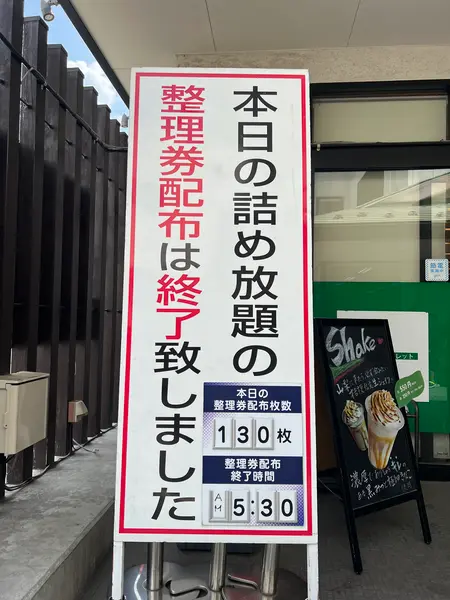 本日の詰め放題の
整理券配布は終了致しました
本日の
整理券配布枚数
130枚
整理券配布
終了時間
AM 5:30
Shake